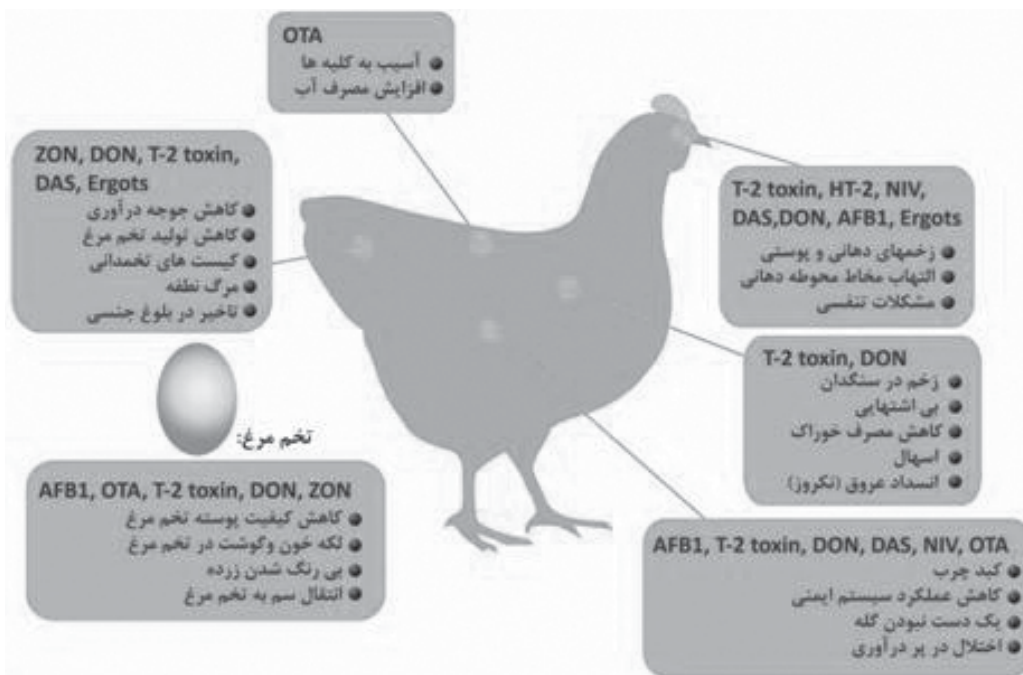 OTA
آسیب به کلیه ها
افزایش مصرف آب
ZON, DON, T-2 toxin,
DAS, Ergots
کاهش جوجه درآوری
کاهش تولید تخم مرغ
کیست های تخمدانی
مرگ نطفه
تاخیر در بلوغ جنسی
T-2 toxin, HT-2, NIV,
DAS,DON, AFB1, Ergots
زخمهای دهانی و پوستی
التهاب مخاط محوطه دهانی
مشکلات تنفسی
T-2 toxin, DON
زخم در سنگدان
بی اشتهایی
کاهش مصرف خوراک
اسهال
انسداد عروق (نکروز)
تخم مرغ:
AFB1, OTA, T-2 toxin, DON, ZON
کاهش کیفیت پوسته تخم مرغ
لکه خون وگوشت در تخم مرغ
بی رنگ شدن زرده
انتقال سم به تخم مرغ
AFB1, T-2 toxin, DON, DAS, NIV, OTA
کبد چرب
کاهش عملکرد سیستم ایمنی
یک دست نبودن گله
اختلال در پر درآوری